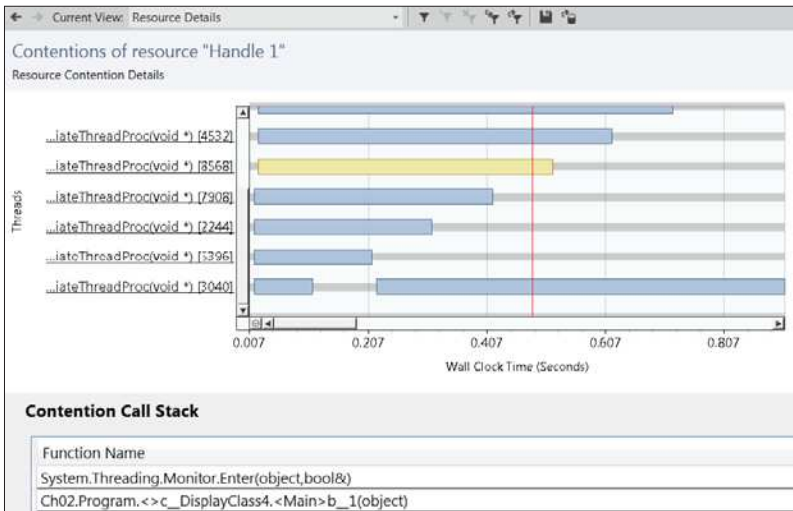 Current View: Resource Details
Contentions of resource "Handle 1"
Resource Contention Details
Threads
...iateThreadProc(void *) [4532]
...iateThreadProc(void *) [8568]
...iateThreadProc(void *) [7908]
...iateThreadProc(void *) [2244]
...iateThreadProc(void *) [5396]
...iateThreadProc(void *) [3040]
0.007 0.207 0.407 0.607 0.807
Wall Clock Time (Seconds)
Contention Call Stack
Function Name
System.Threading.Monitor.Enter(object,bool&)
Ch02.Program.<>c__DisplayClass4.<Main>b__1(object)